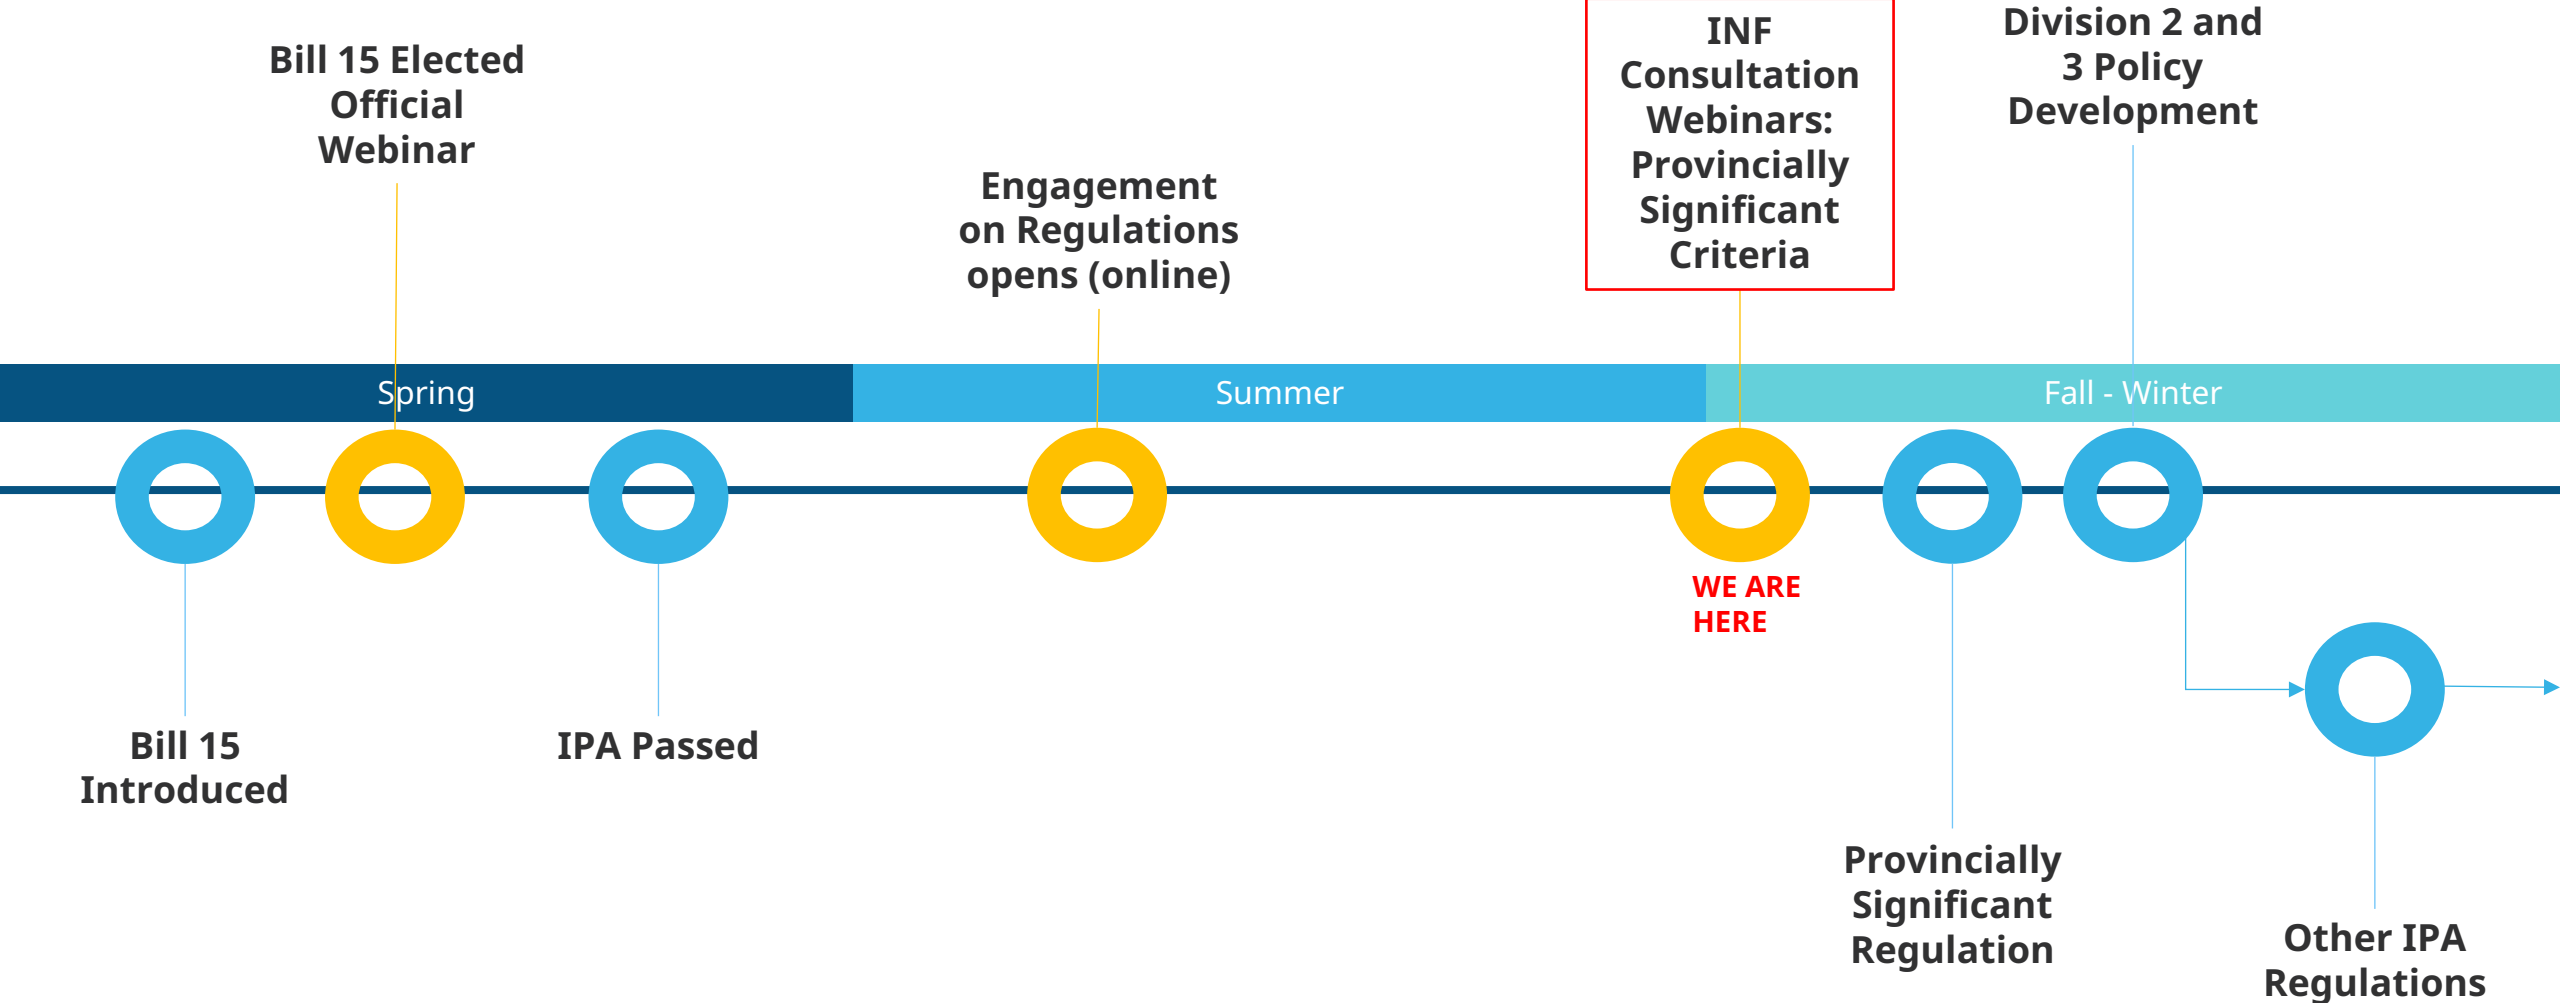 Bill 15 Elected
Official
Webinar
Engagement
on Regulations
opens (online)
INF
Consultation
Webinars:
Provincially
Significant
Criteria
Division 2 and
3 Policy
Development
Spring
Summer
Fall - Winter
WE ARE
HERE
Bill 15
Introduced
IPA Passed
Provincially
Significant
Regulation
Other IPA
Regulations